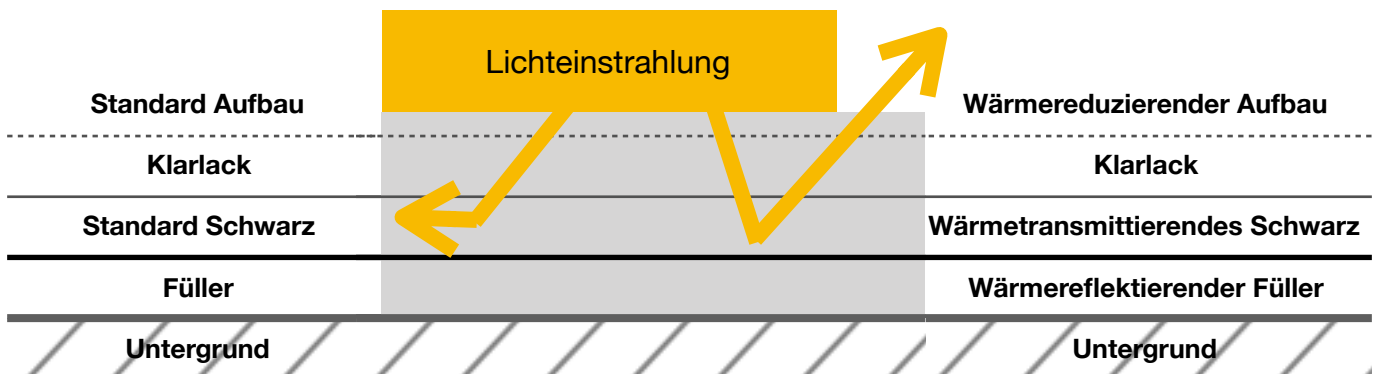 Lichteinstrahlung
Standard Aufbau
Wärmereduzierender Aufbau
Klarlack
Klarlack
Standard Schwarz
Wärmetransmittierendes Schwarz
Füller
Wärmereflektierender Füller
Untergrund
Untergrund